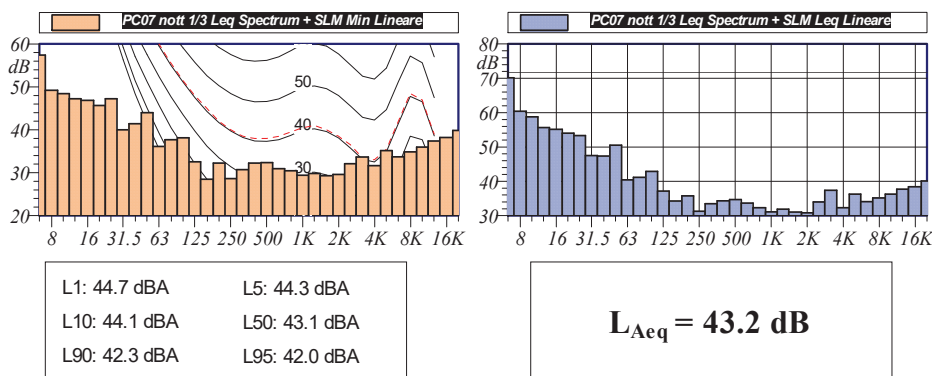 PC07 nott 1/3 Leq Spectrum + SLM Min Lineare
PC07 nott 1/3 Leq Spectrum + SLM Leq Lineare
60
dB
50
40
30
20
50
40
30
8 16 31.5 63 125 250 500 1K 2K 4K 8K 16K
80
dB
70
60
50
40
30
8 16 31.5 63 125 250 500 1K 2K 4K 8K 16K
L1: 44.7 dBA L5: 44.3 dBA
L10: 44.1 dBA L50: 43.1 dBA
L90: 42.3 dBA L95: 42.0 dBA
LAeq = 43.2 dB